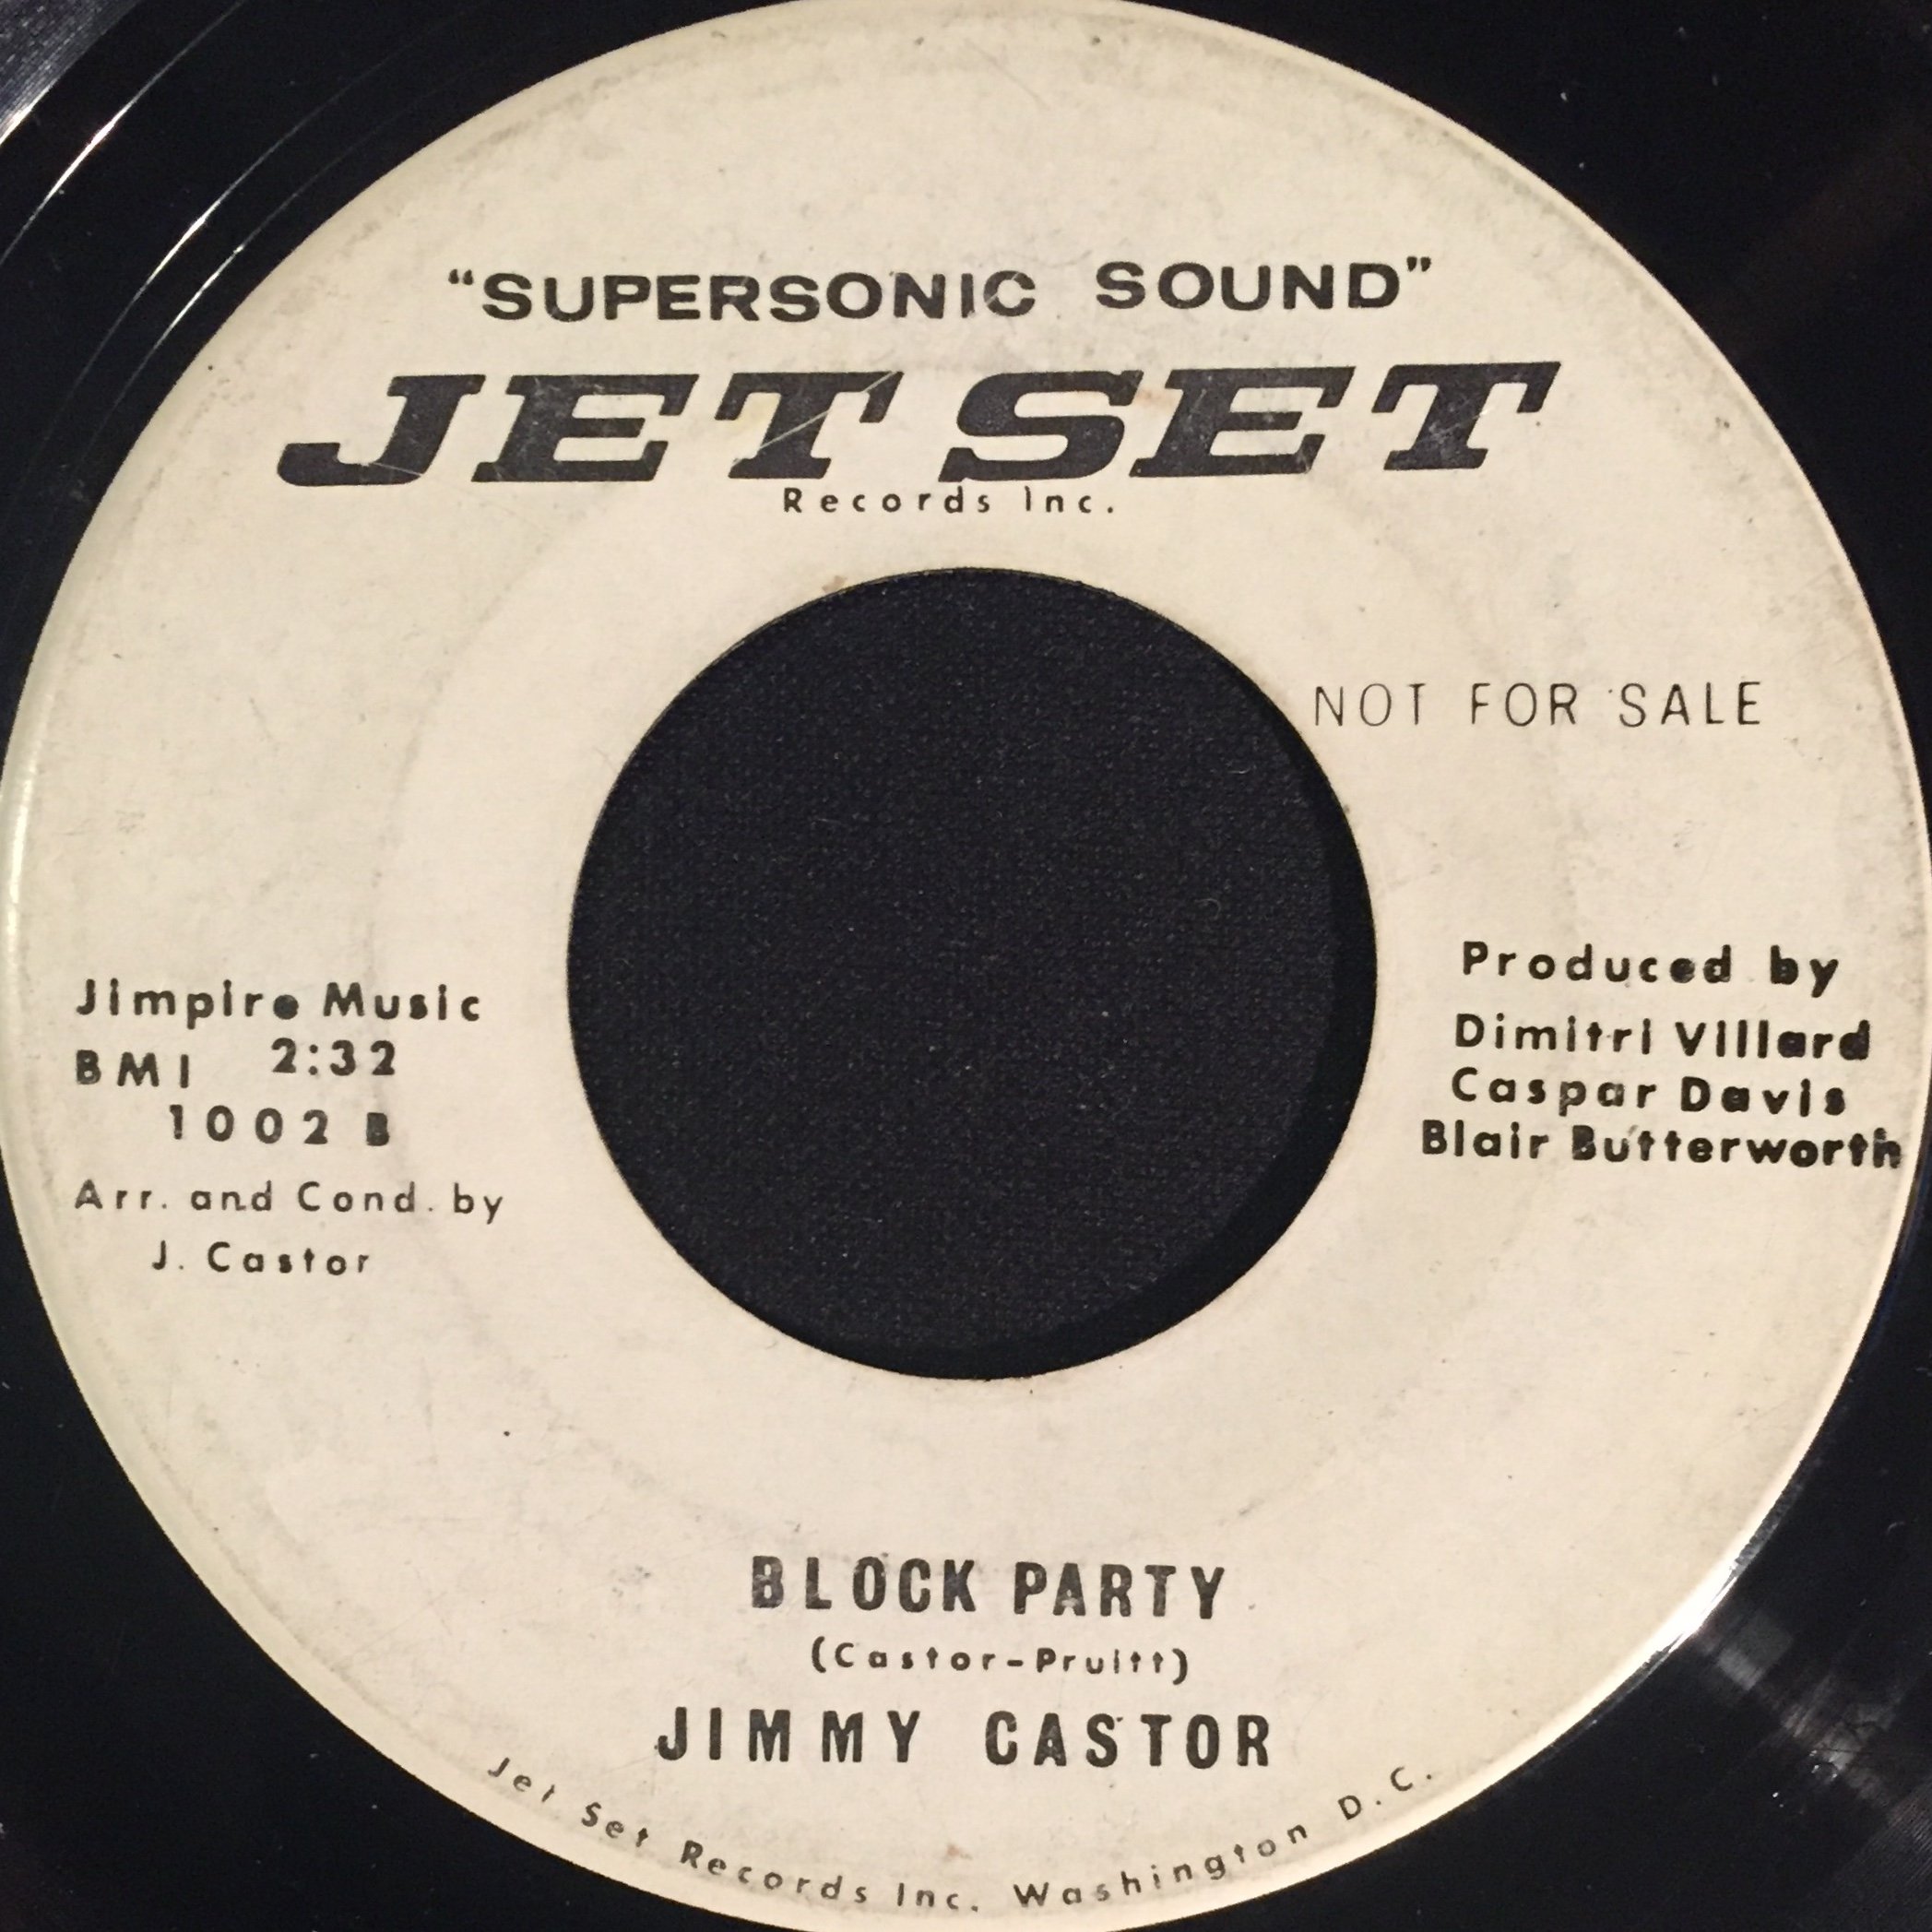 “SUPERSONIC SOUND”
JET SET
Records Inc.
NOT FOR SALE
Jimpire Music
BMI 2:32
1002 B
Arr. and Cond. by
J. Castor
Produced by
Dimitri Villard
Caspar Davis
Blair Butterworth
BLOCK PARTY
(Castor-Pruitt)
JIMMY CASTOR
Jet Set Records Inc. Washington D.C.